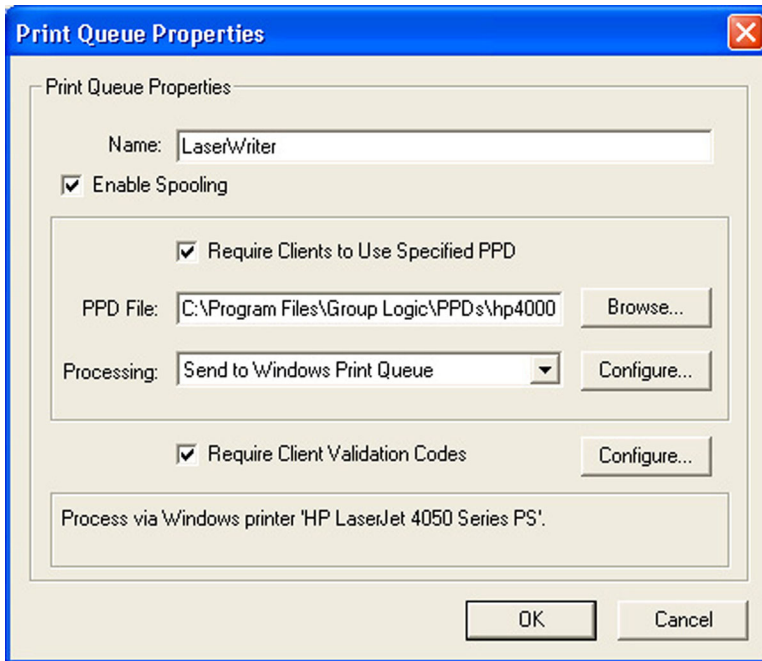 Print Queue Properties
Print Queue Properties
Name: LaserWriter
Enable Spooling
Require Clients to Use Specified PPD
PPD File: C:\Program Files\Group Logic\PPDs\hp4000 Browse...
Processing: Send to Windows Print Queue Configure...
Require Client Validation Codes Configure...
Process via Windows printer 'HP LaserJet 4050 Series PS'.
OK Cancel